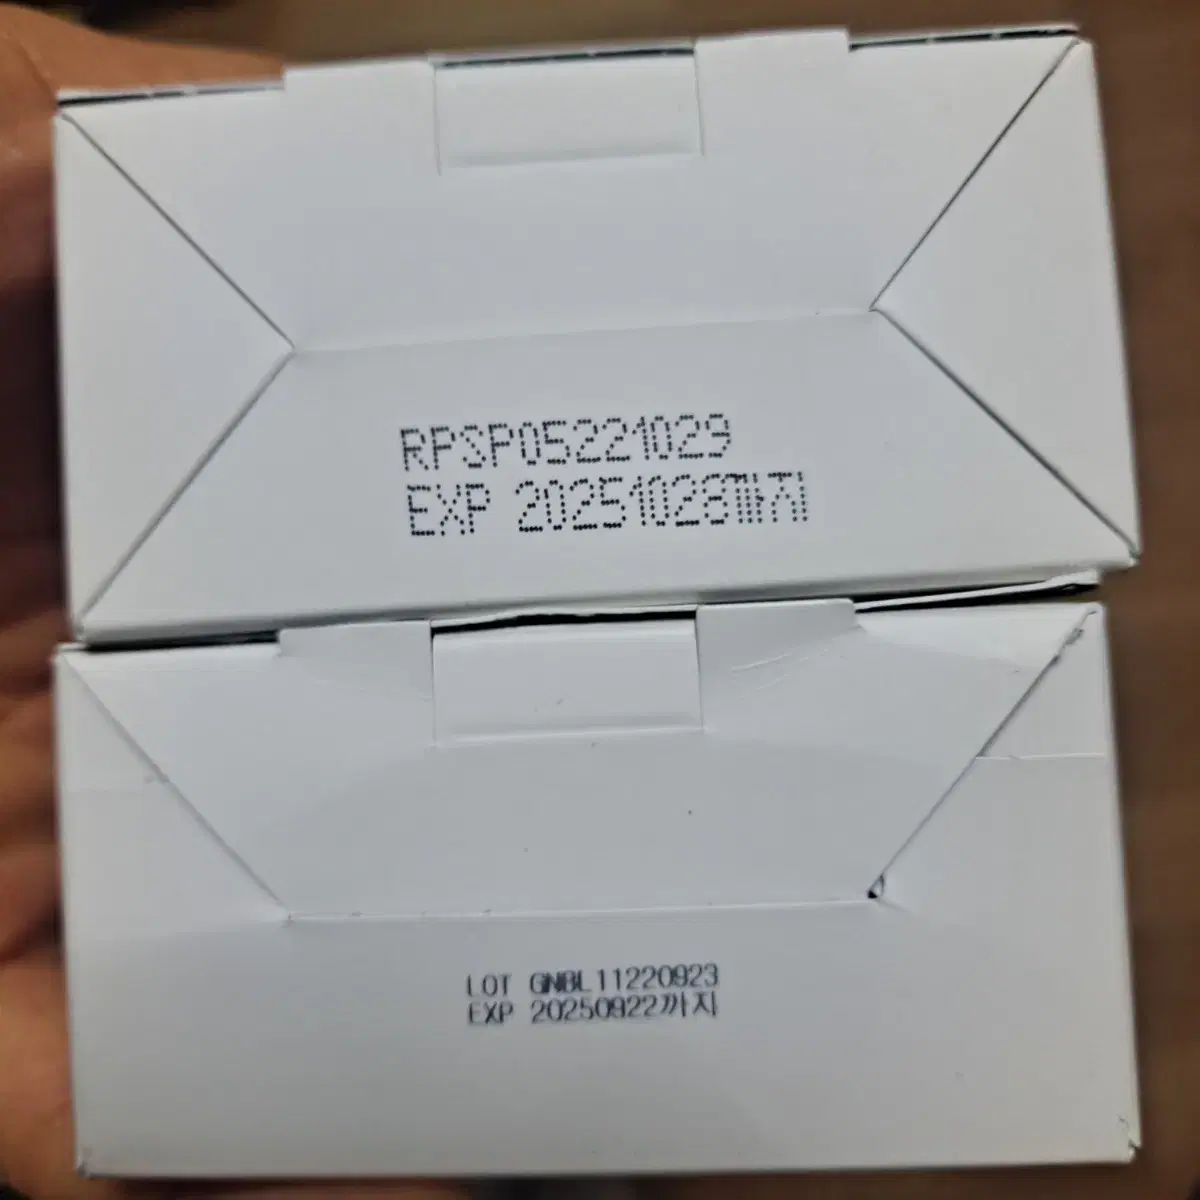 RPSP05221029
EXP 20251028까지
LOT GNBL11220923
EXP 20250922까지